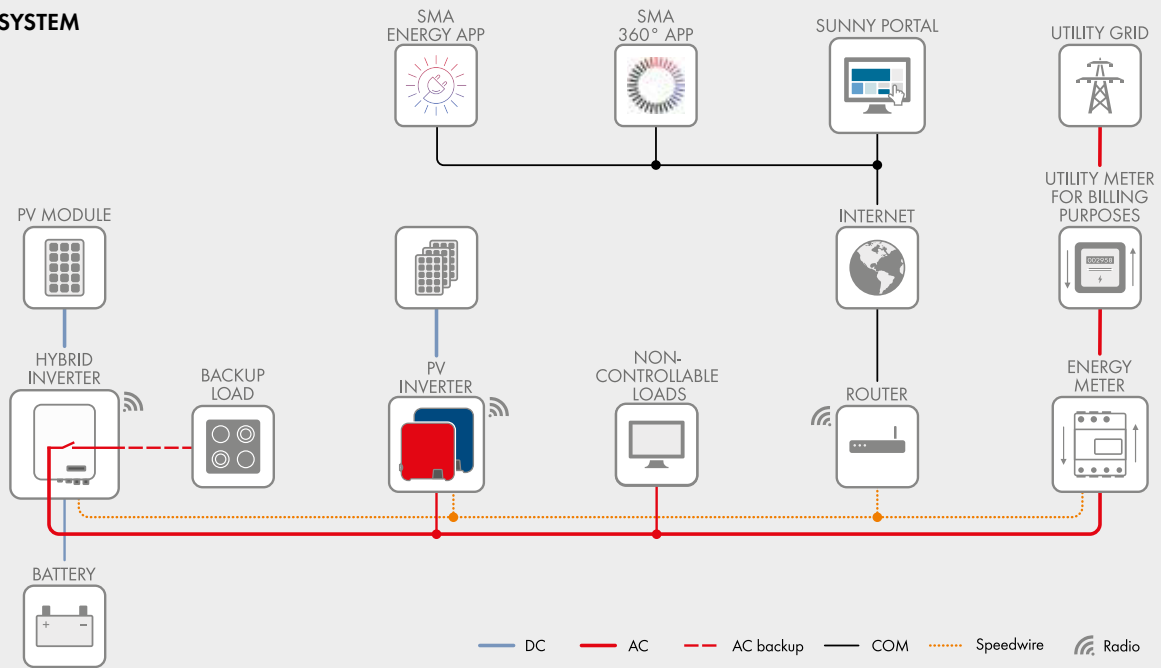 SYSTEM
SMA
ENERGY APP
SMA
360° APP
SUNNY PORTAL
UTILITY GRID
UTILITY METER
FOR BILLING
PURPOSES
PV MODULE
INTERNET
002958
HYBRID
INVERTER
BACKUP
LOAD
PV
INVERTER
NON-
CONTROLLABLE
LOADS
ROUTER
ENERGY
METER
BATTERY
+ −
DC
AC
AC backup
COM
Speedwire
Radio